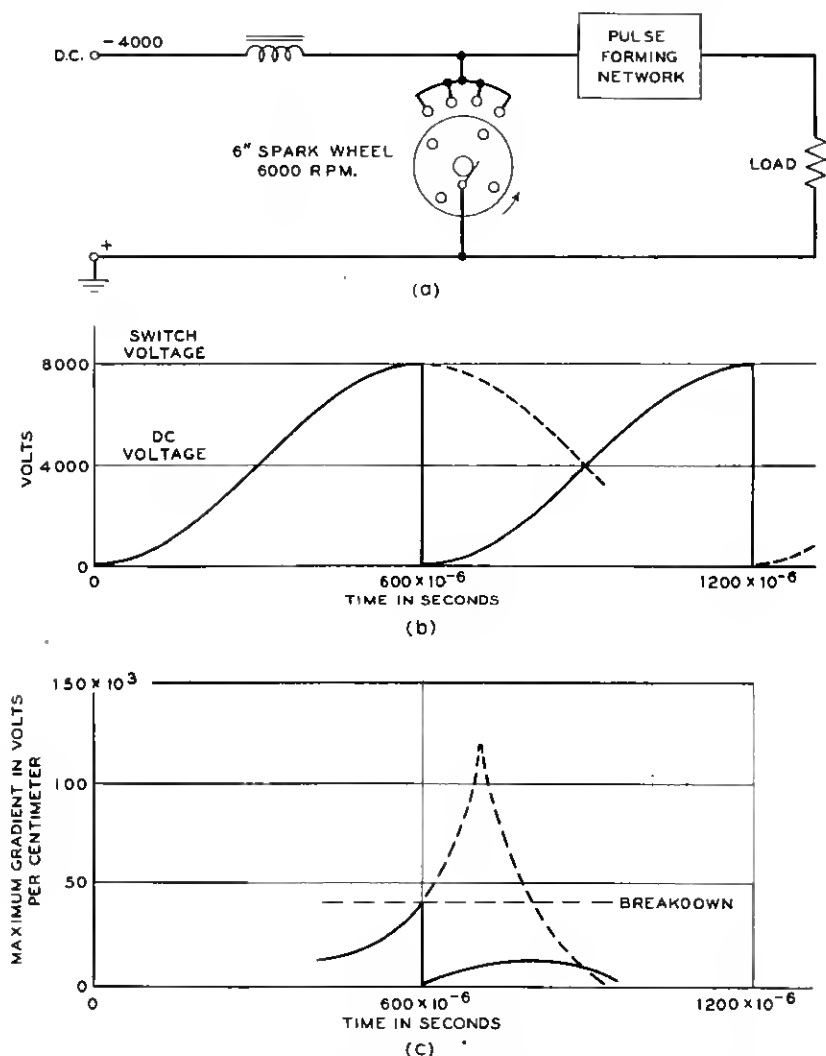 D.C.
-4000
PULSE
FORMING
NETWORK
6" SPARK WHEEL
6000 RPM.
LOAD
+
(a)
SWITCH
VOLTAGE
8000
DC
VOLTAGE
4000
VOLTS
0
0
600×10⁻⁶
1200×10⁻⁶
TIME IN SECONDS
(b)
150×10³
100
50
0
MAXIMUM GRADIENT IN VOLTS
PER CENTIMETER
BREAKDOWN
0
600×10⁻⁶
1200×10⁻⁶
TIME IN SECONDS
(c)